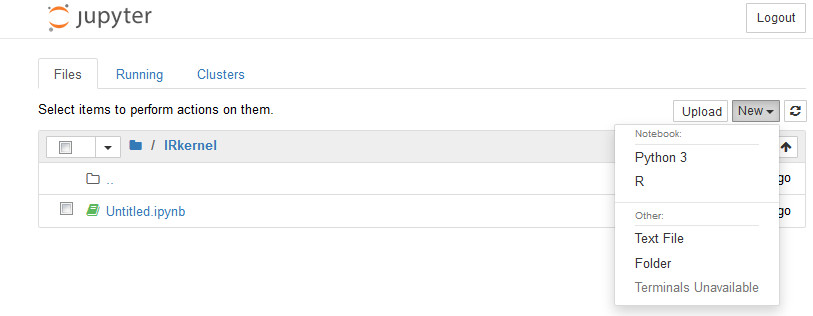 jupyter
Logout
Files Running Clusters
Select items to perform actions on them.
Upload New
Notebook:
/ IRkernel
Python 3
R
.. go
Untitled.ipynb go
Other:
Text File
Folder
Terminals Unavailable